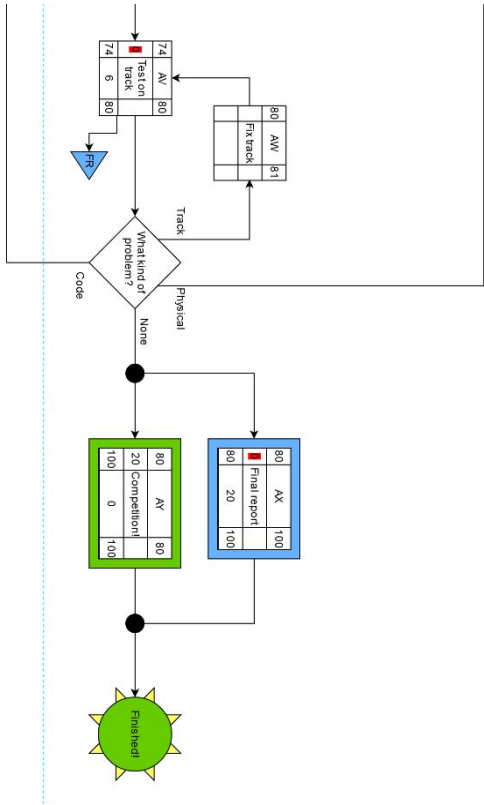 80 AW 81
Fix track
74 AV 80
0 Test on
track
74 6 80
FR
What kind of
problem?
Track
Physical
Code
None
80 AX 100
0 Final report
80 20 100
80 AY 80
20 Competition!
100 0 100
Finished!